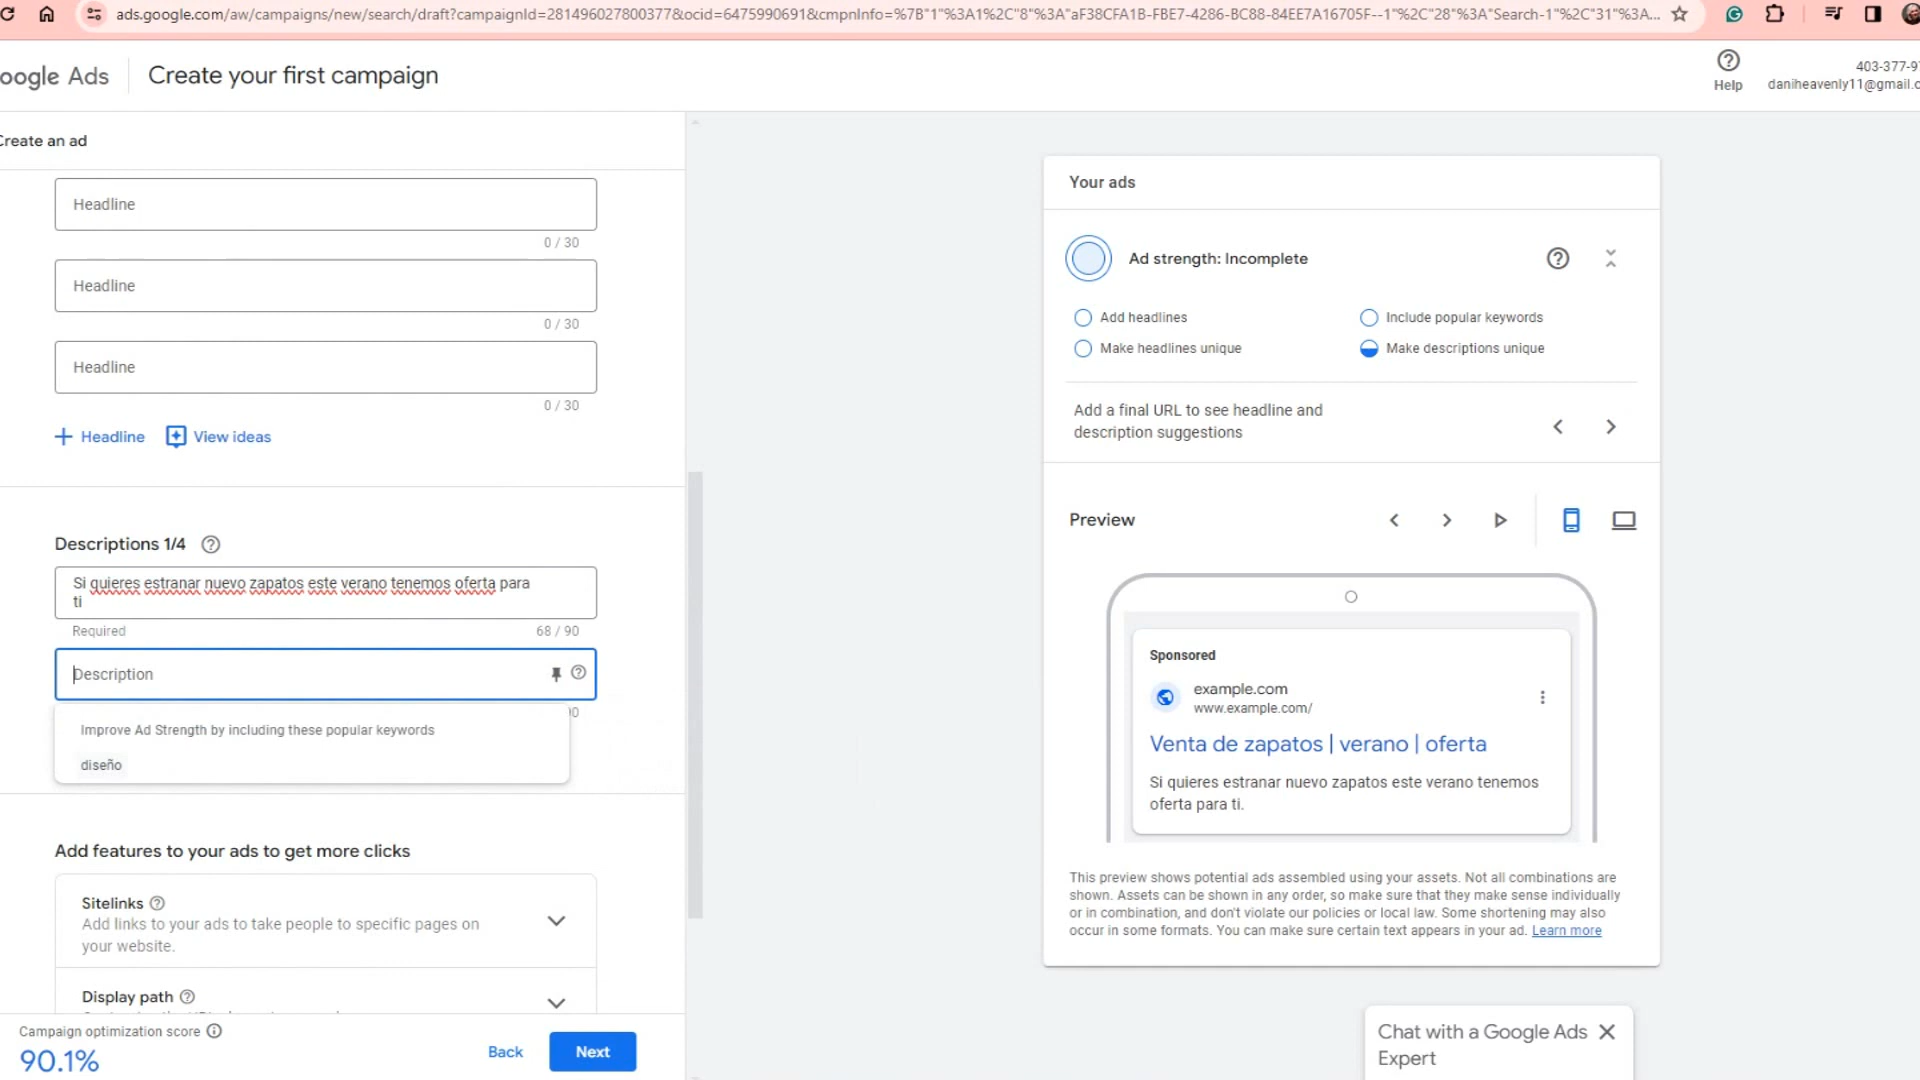 ads.google.com/aw/campaigns/new/search/draft?campaignId=281496027800377&ocid=6475990691&cmpnInfo=%7B"1"%3A1%2C"8"%3A"aF38CFA1B-FBE7-4286-BC88-84EE7A16705F--1"%2C"28"%3A"Search-1"%2C"31"%3A...
oogle Ads
Create your first campaign
Help
403-377-97
daniheavenly11@gmail.c
Create an ad
Headline
0 / 30
Headline
0 / 30
Headline
0 / 30
+ Headline
View ideas
Descriptions 1/4
Si quieres estranar nuevo zapatos este verano tenemos oferta para
ti
Required
68 / 90
Description
90
Improve Ad Strength by including these popular keywords
diseño
Add features to your ads to get more clicks
Sitelinks
Add links to your ads to take people to specific pages on
your website.
Display path
Campaign optimization score
90.1%
Back
Next
Your ads
Ad strength: Incomplete
Add headlines
Include popular keywords
Make headlines unique
Make descriptions unique
Add a final URL to see headline and
description suggestions
Preview
Sponsored
example.com
www.example.com/
Venta de zapatos | verano | oferta
Si quieres estranar nuevo zapatos este verano tenemos
oferta para ti.
This preview shows potential ads assembled using your assets. Not all combinations are
shown. Assets can be shown in any order, so make sure that they make sense individually
or in combination, and don't violate our policies or local law. Some shortening may also
occur in some formats. You can make sure certain text appears in your ad. Learn more
Chat with a Google Ads
Expert